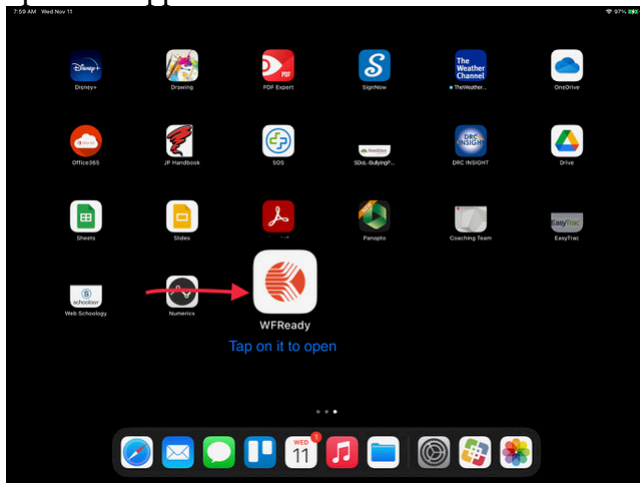 7:59 AM Wed Nov 11
97%
Disney+
Disney+
Drawing
PDF
PDF Expert
S
SignNow
The
Weather
Channel
TheWeather...
OneDrive
Office365
JP Handbook
SOS
SDoL-BullyingP...
DRC
INSIGHT
DRC INSIGHT
Drive
Sheets
Slides
Panopto
Coaching Team
EasyTrac
EasyTrac
S
schoology
Web Schoology
Numerics
WFReady
Tap on it to open
WED
11
1